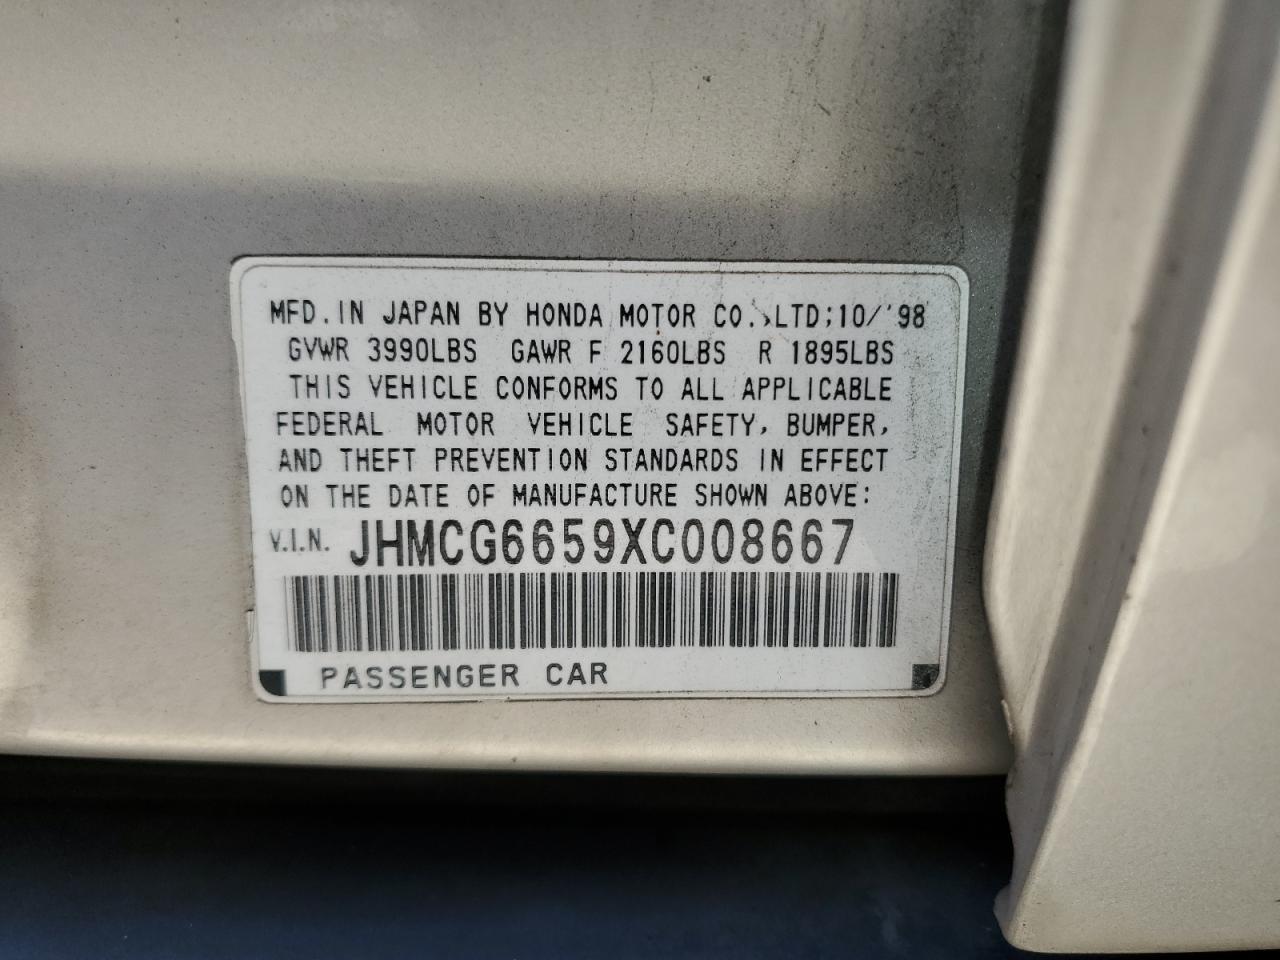 MFD. IN JAPAN BY HONDA MOTOR CO.,LTD;10/'98
GVWR 3990LBS GAWR F 2160LBS R 1895LBS
THIS VEHICLE CONFORMS TO ALL APPLICABLE
FEDERAL MOTOR VEHICLE SAFETY, BUMPER,
AND THEFT PREVENTION STANDARDS IN EFFECT
ON THE DATE OF MANUFACTURE SHOWN ABOVE:
V.I.N. JHMCG6659XC008667
PASSENGER CAR